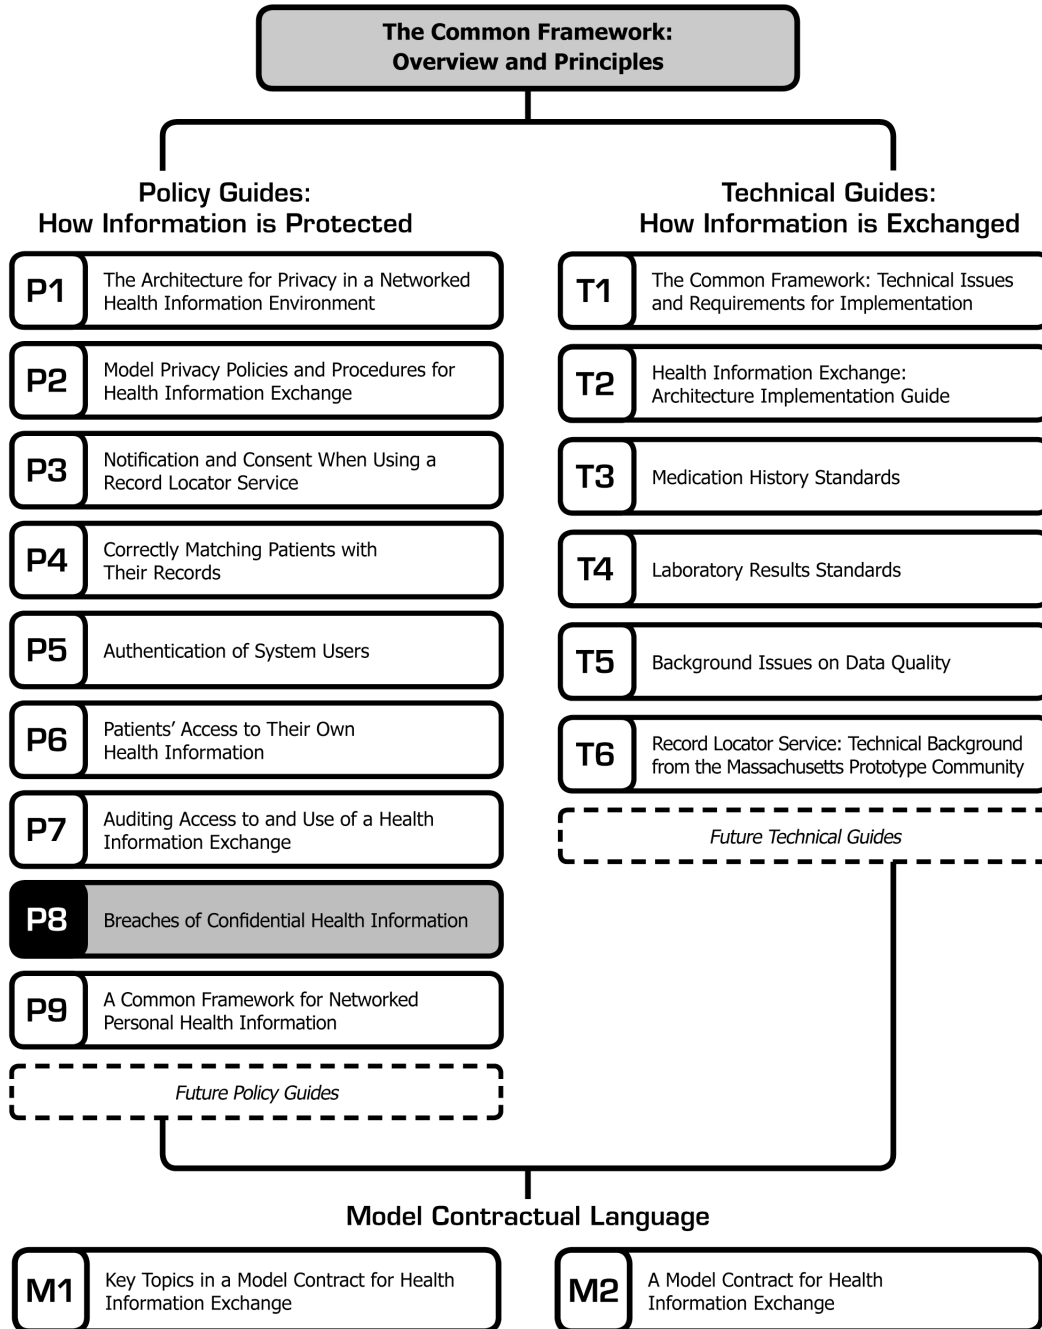 The Common Framework:
Overview and Principles
Policy Guides:
How Information is Protected
P1
The Architecture for Privacy in a Networked
Health Information Environment
P2
Model Privacy Policies and Procedures for
Health Information Exchange
P3
Notification and Consent When Using a
Record Locator Service
P4
Correctly Matching Patients with
Their Records
P5
Authentication of System Users
P6
Patients’ Access to Their Own
Health Information
P7
Auditing Access to and Use of a Health
Information Exchange
P8
Breaches of Confidential Health Information
P9
A Common Framework for Networked
Personal Health Information
Future Policy Guides
Technical Guides:
How Information is Exchanged
T1
The Common Framework: Technical Issues
and Requirements for Implementation
T2
Health Information Exchange:
Architecture Implementation Guide
T3
Medication History Standards
T4
Laboratory Results Standards
T5
Background Issues on Data Quality
T6
Record Locator Service: Technical Background
from the Massachusetts Prototype Community
Future Technical Guides
Model Contractual Language
M1
Key Topics in a Model Contract for Health
Information Exchange
M2
A Model Contract for Health
Information Exchange